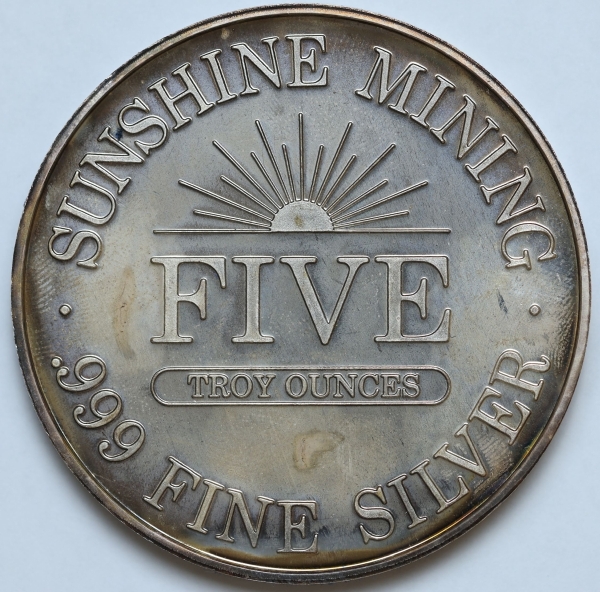 SUNSHINE MINING
FIVE
TROY OUNCES
.999 FINE SILVER